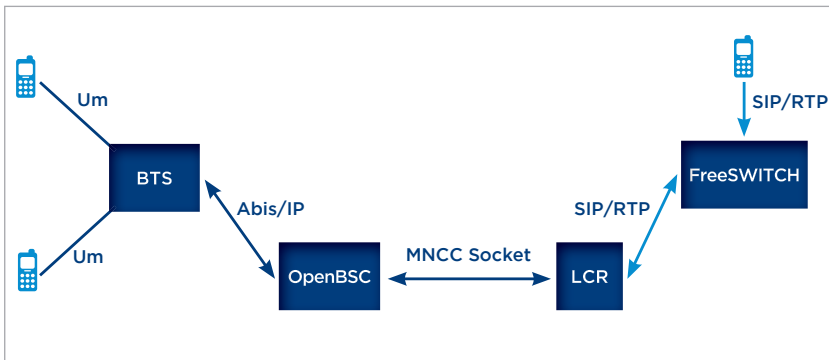 Um
BTS
Um
Abis/IP
OpenBSC
MNCC Socket
LCR
SIP/RTP
FreeSWITCH
SIP/RTP